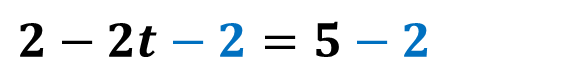 2 − 2t − 2 = 5 − 2